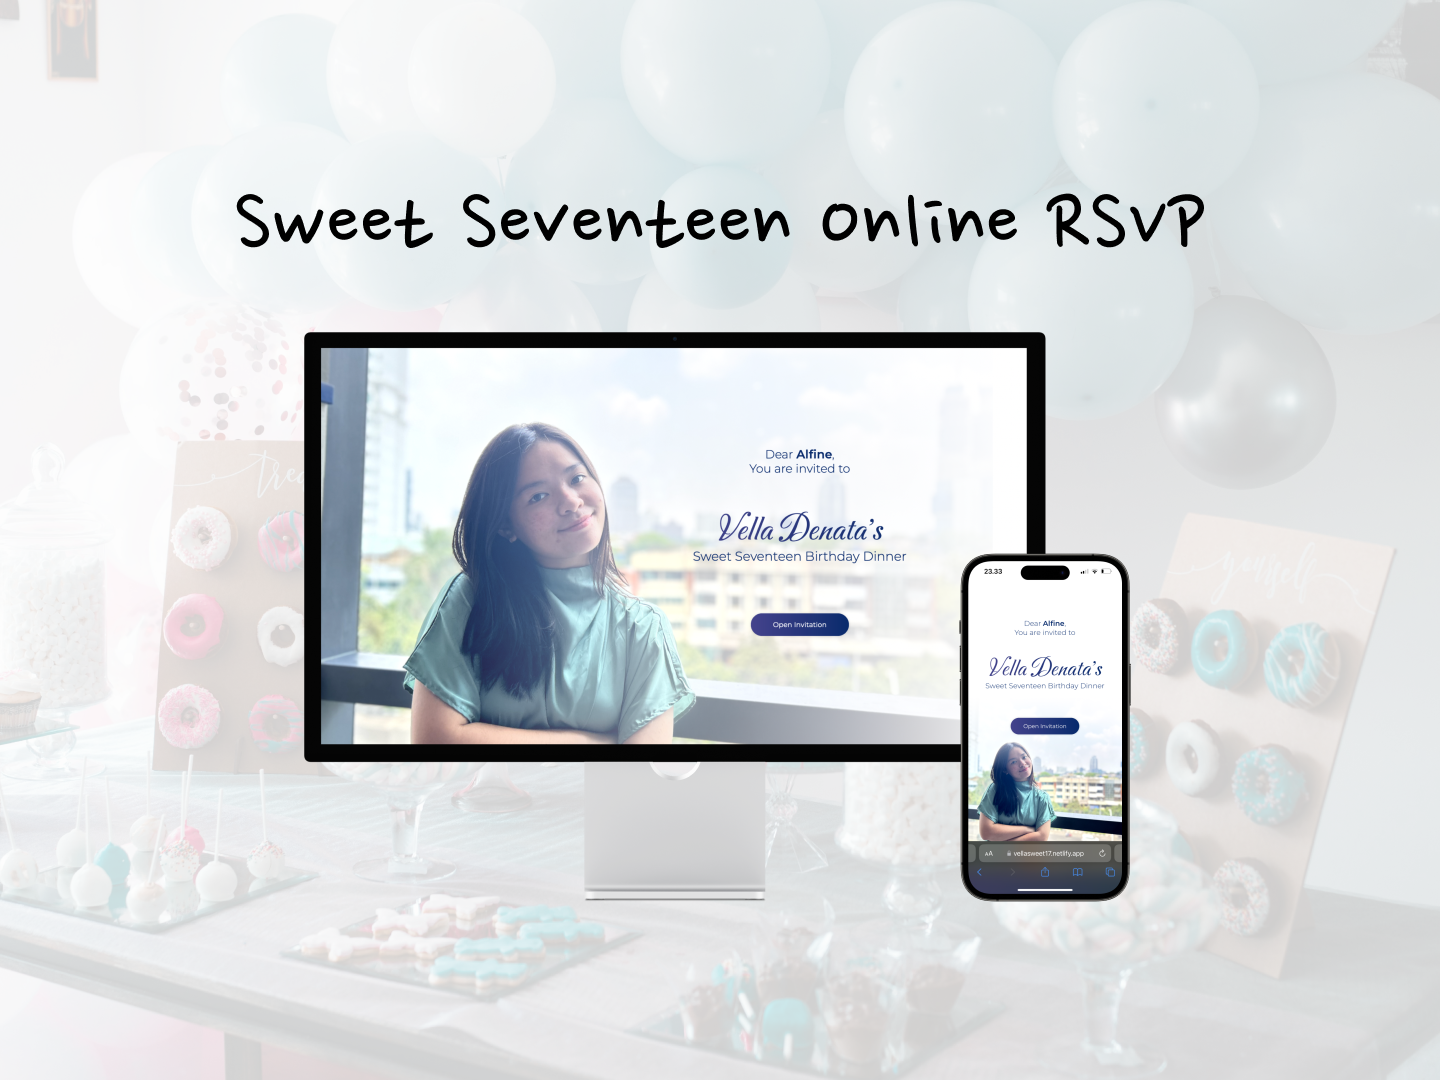 Sweet Seventeen Online RSVP
Dear Alfine,
You are invited to
Vella Denata's
Sweet Seventeen Birthday Dinner
Open Invitation
23.33
Dear Alfine,
You are invited to
Vella Denata's
Sweet Seventeen Birthday Dinner
Open Invitation
AA vellasweet17.netlify.app